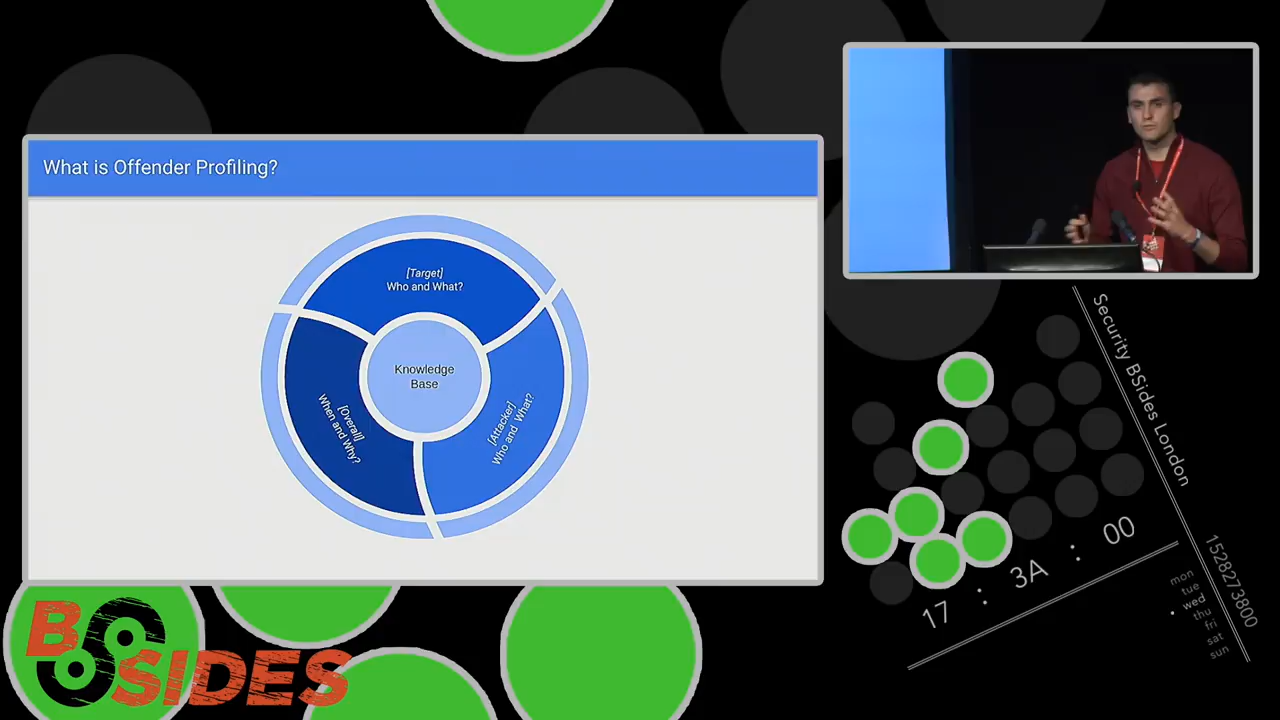 What is Offender Profiling?
[Target]
Who and What?
Knowledge
Base
[Overall]
When and Why?
[Attacker]
Who and What?
Security BSides London
17 : 3A : 00
1528273800
mon
tue
wed
thu
fri
sat
sun
BSIDES